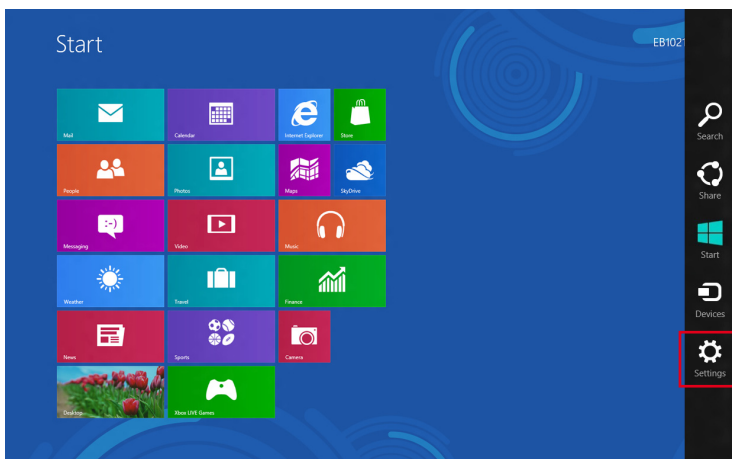 Start
EB1021
Mail
Calendar
Internet Explorer
Store
People
Photos
Maps
SkyDrive
Messaging
:-)
Video
Music
Weather
Travel
Finance
News
Sports
Camera
Desktop
Xbox LIVE Games
Search
Share
Start
Devices
Settings